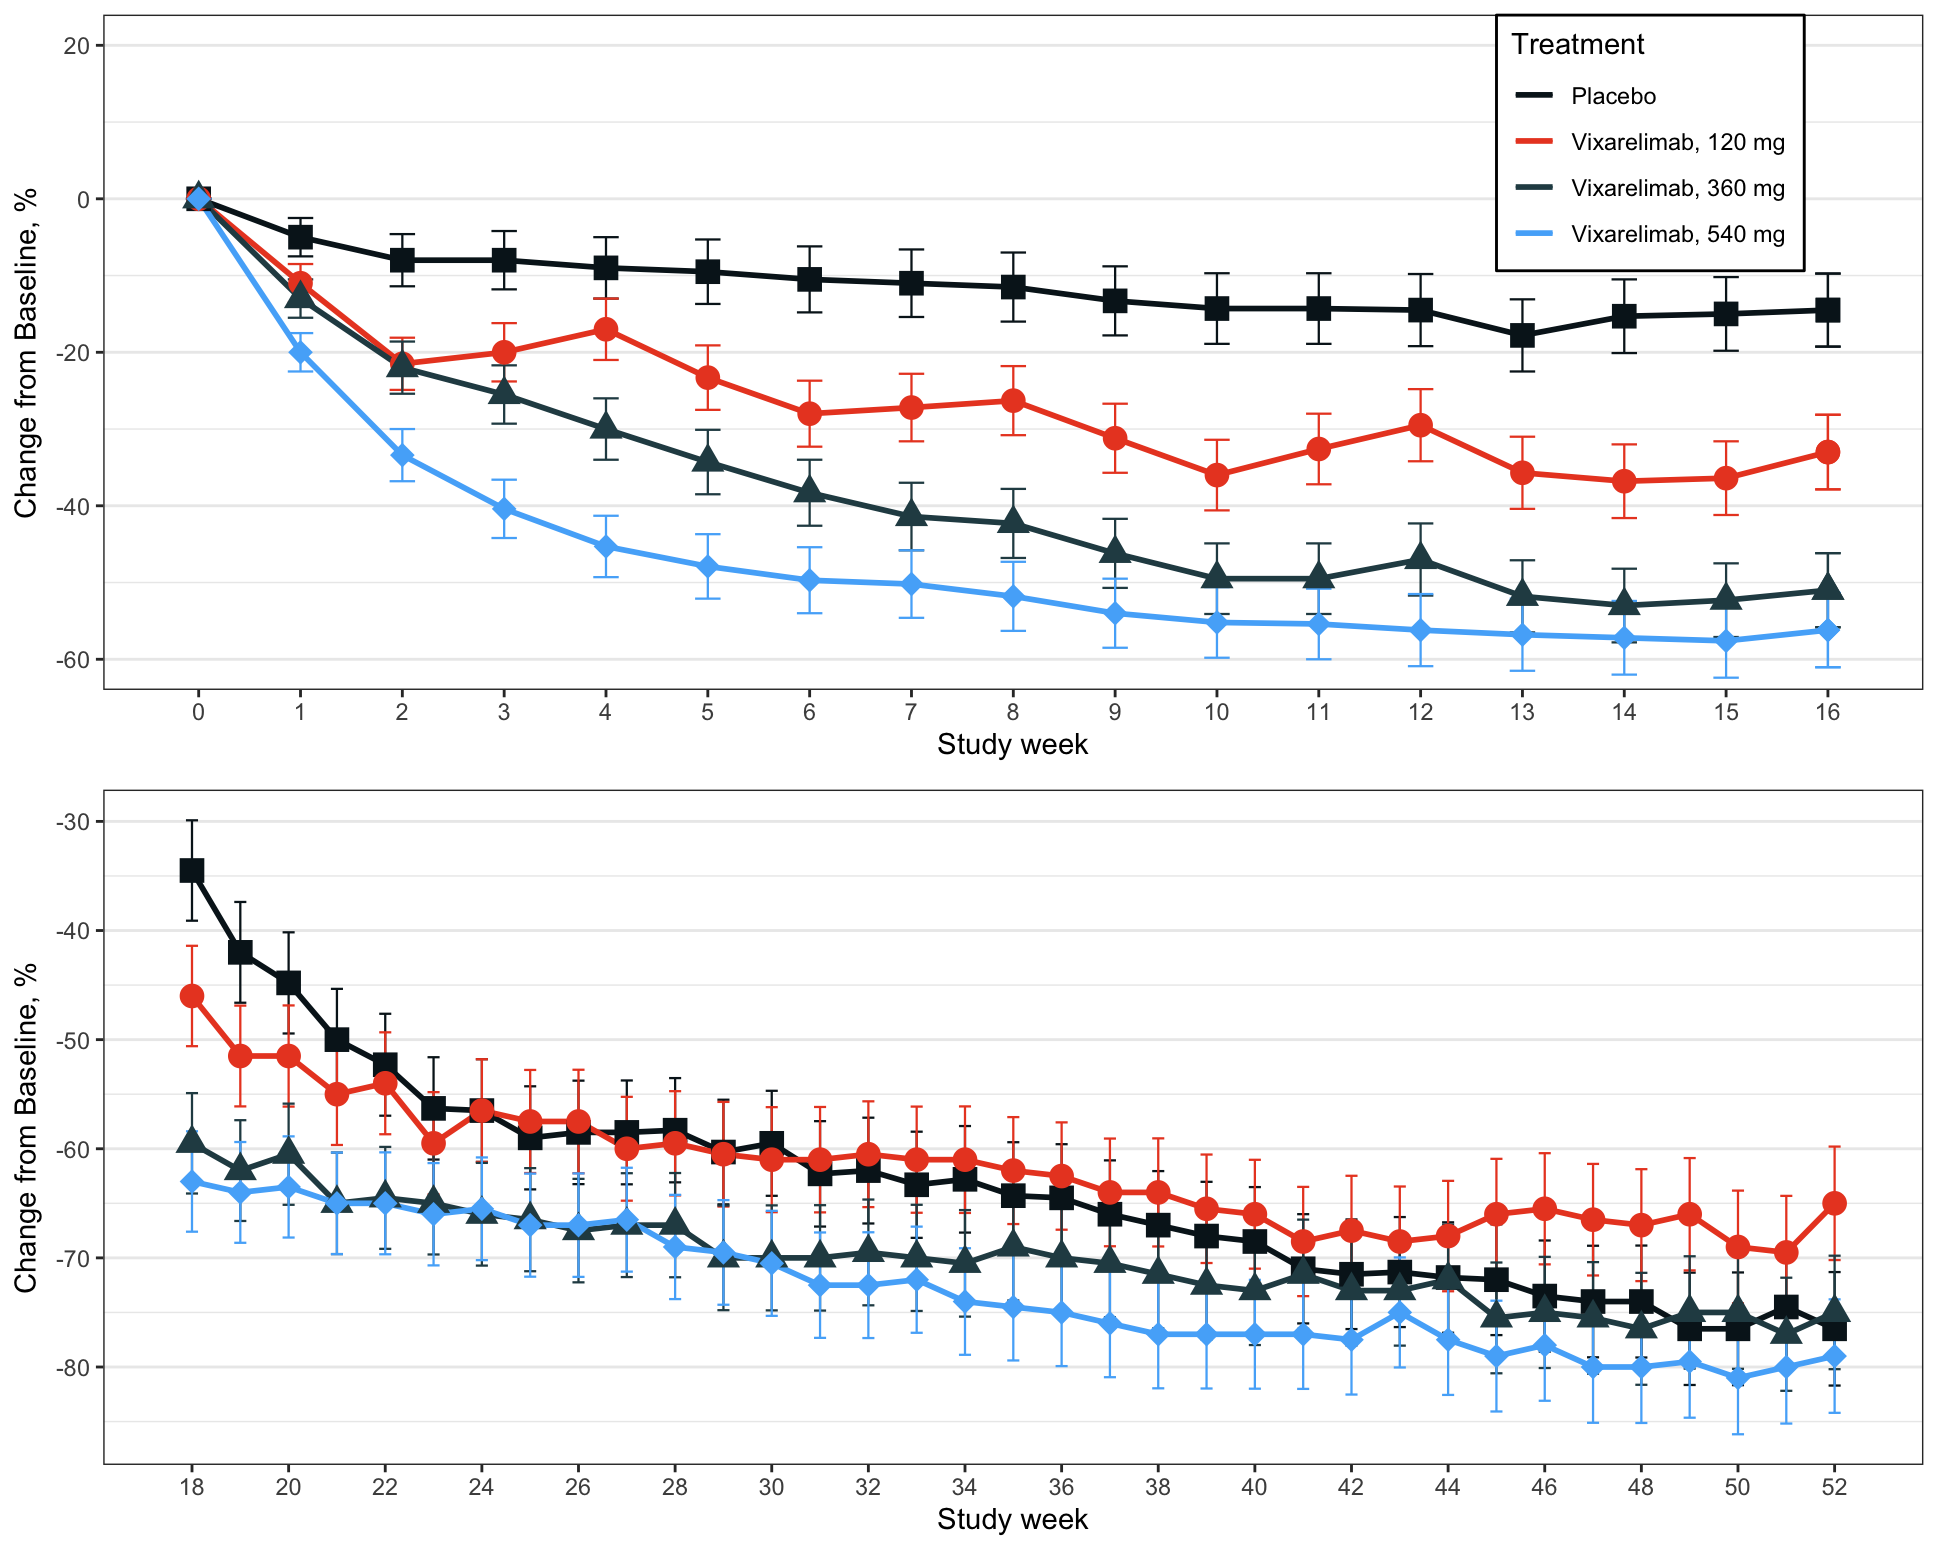 Treatment
Placebo
Vixarelimab, 120 mg
Vixarelimab, 360 mg
Vixarelimab, 540 mg
Change from Baseline, %
20
0
-20
-40
-60
0 1 2 3 4 5 6 7 8 9 10 11 12 13 14 15 16
Study week
Change from Baseline, %
-30
-40
-50
-60
-70
-80
18 20 22 24 26 28 30 32 34 36 38 40 42 44 46 48 50 52
Study week